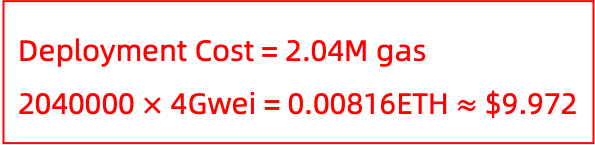 Deployment Cost = 2.04M gas
2040000 × 4Gwei = 0.00816ETH ≈ $9.972